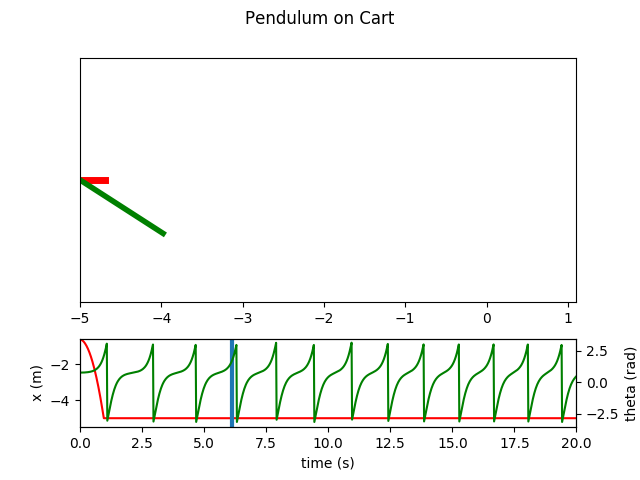 Pendulum on Cart
−5 −4 −3 −2 −1 0 1
−2
−4
x (m)
2.5
0.0
−2.5
theta (rad)
0.0 2.5 5.0 7.5 10.0 12.5 15.0 17.5 20.0
time (s)